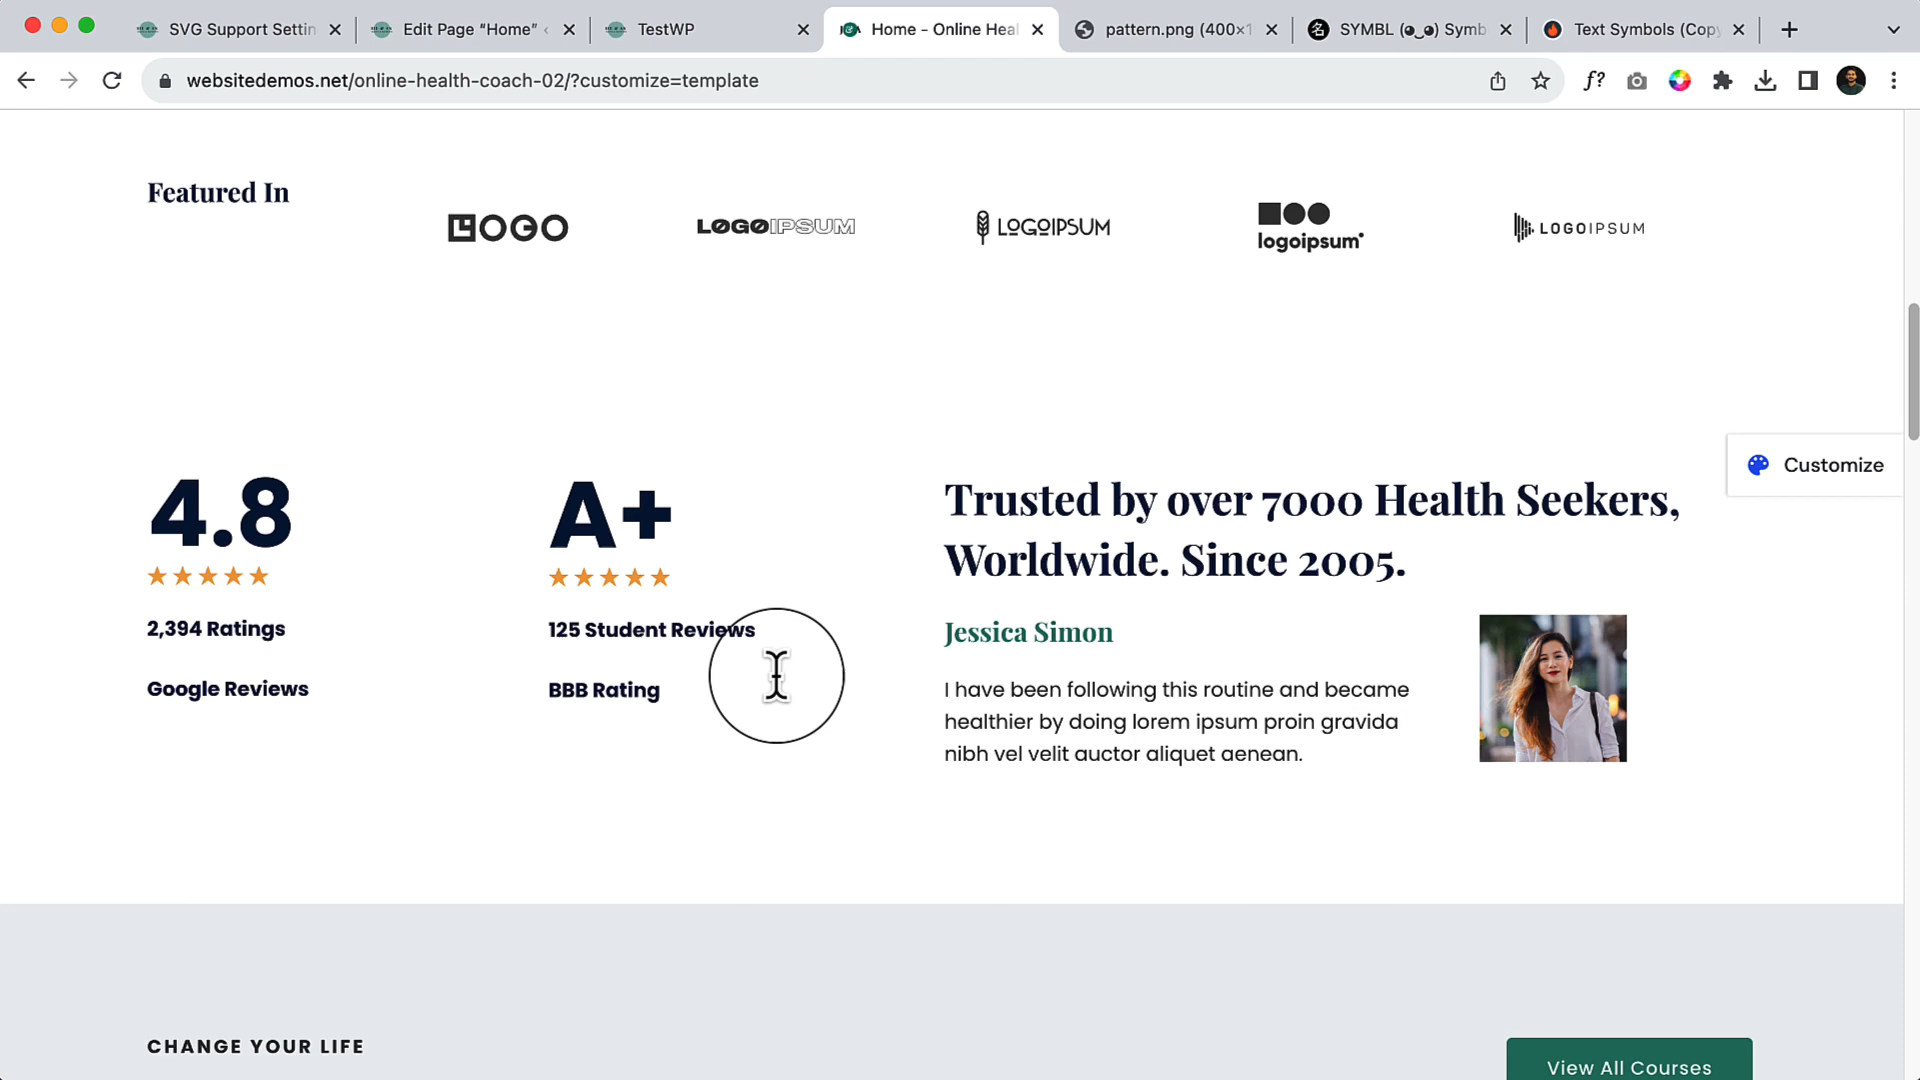 SVG Support Settin
Edit Page “Home” ‹
TestWP
Home - Online Heal
pattern.png (400×1
SYMBL (◕‿◕) Symb
Text Symbols (Copy
websitedemos.net/online-health-coach-02/?customize=template
f?
Featured In
LOGO
LOGOIPSUM
LOGOIPSUM
logoipsum
LOGOIPSUM
Customize
4.8
★★★★★
2,394 Ratings
Google Reviews
A+
★★★★★
125 Student Reviews
BBB Rating
Trusted by over 7000 Health Seekers,
Worldwide. Since 2005.
Jessica Simon
I have been following this routine and became
healthier by doing lorem ipsum proin gravida
nibh vel velit auctor aliquet aenean.
CHANGE YOUR LIFE
View All Courses